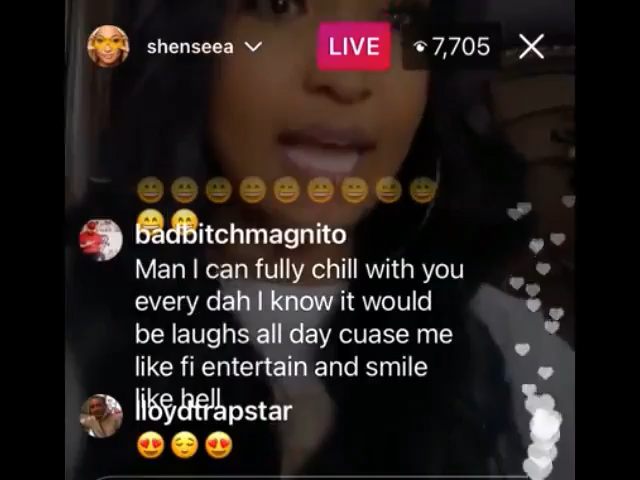 shenseea LIVE 7,705
😄😄😄😄😄😄😄😄😄
😄😄
badbitchmagnito
Man I can fully chill with you
every dah I know it would
be laughs all day cuase me
like fi entertain and smile
like hell
lloydtrapstar
😍😌😍